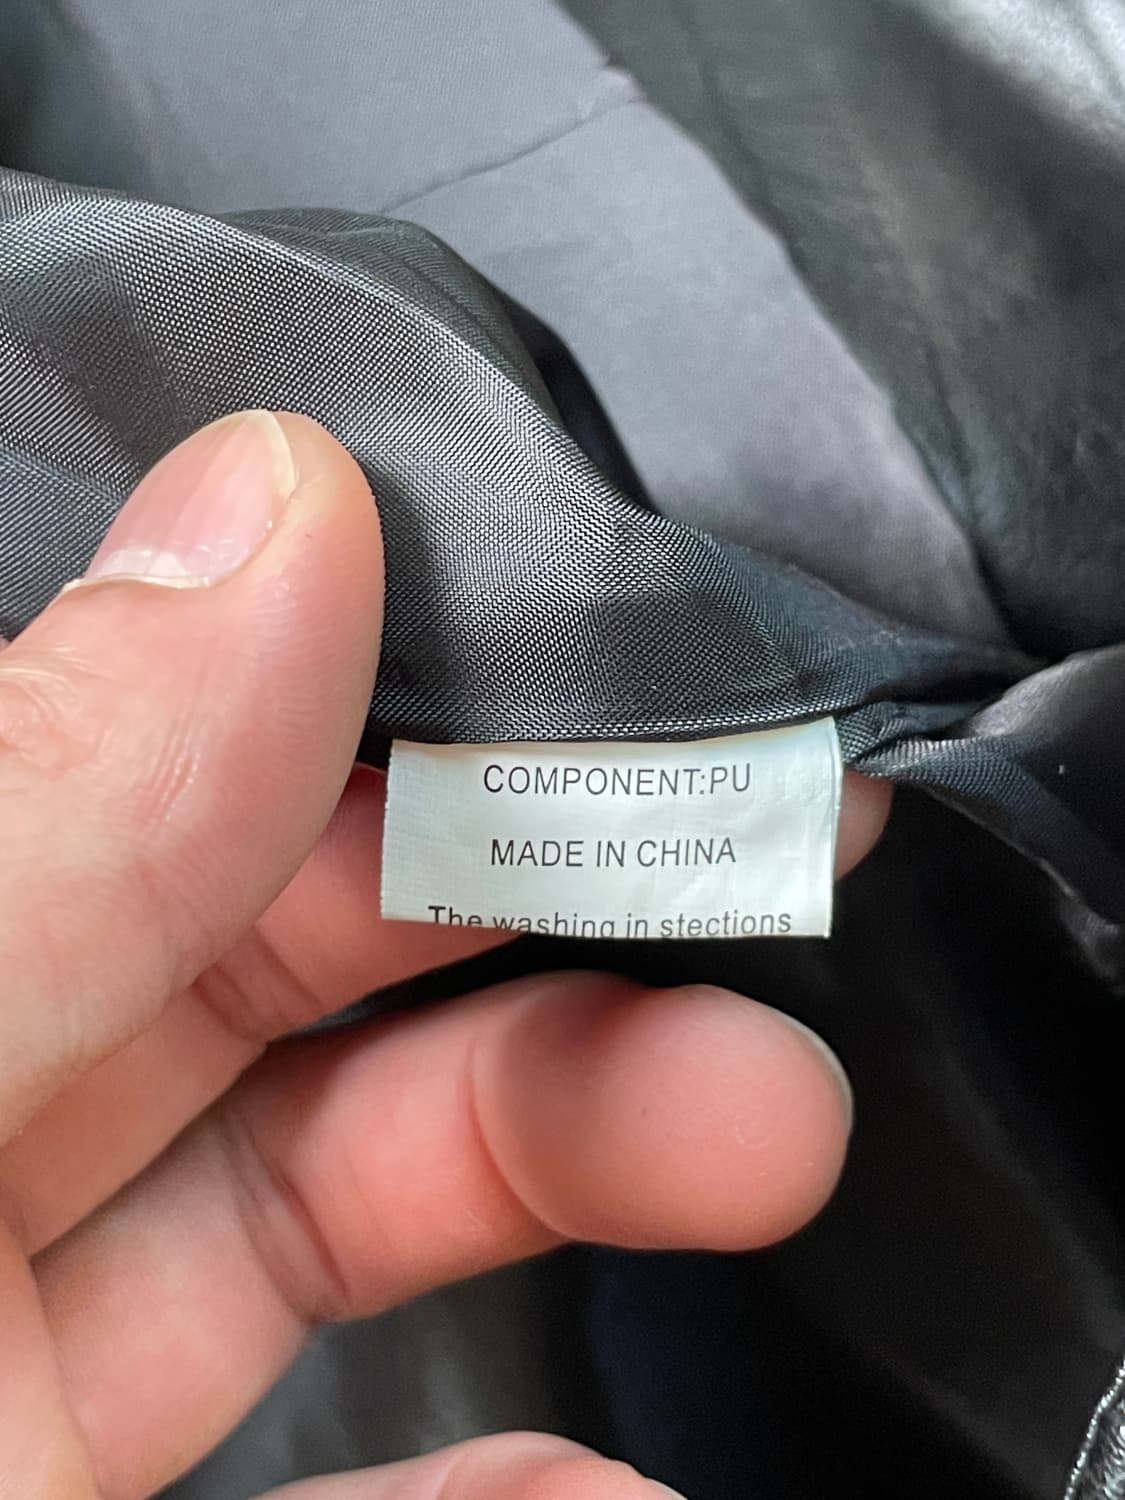 COMPONENT:PU
MADE IN CHINA
The washing in stections